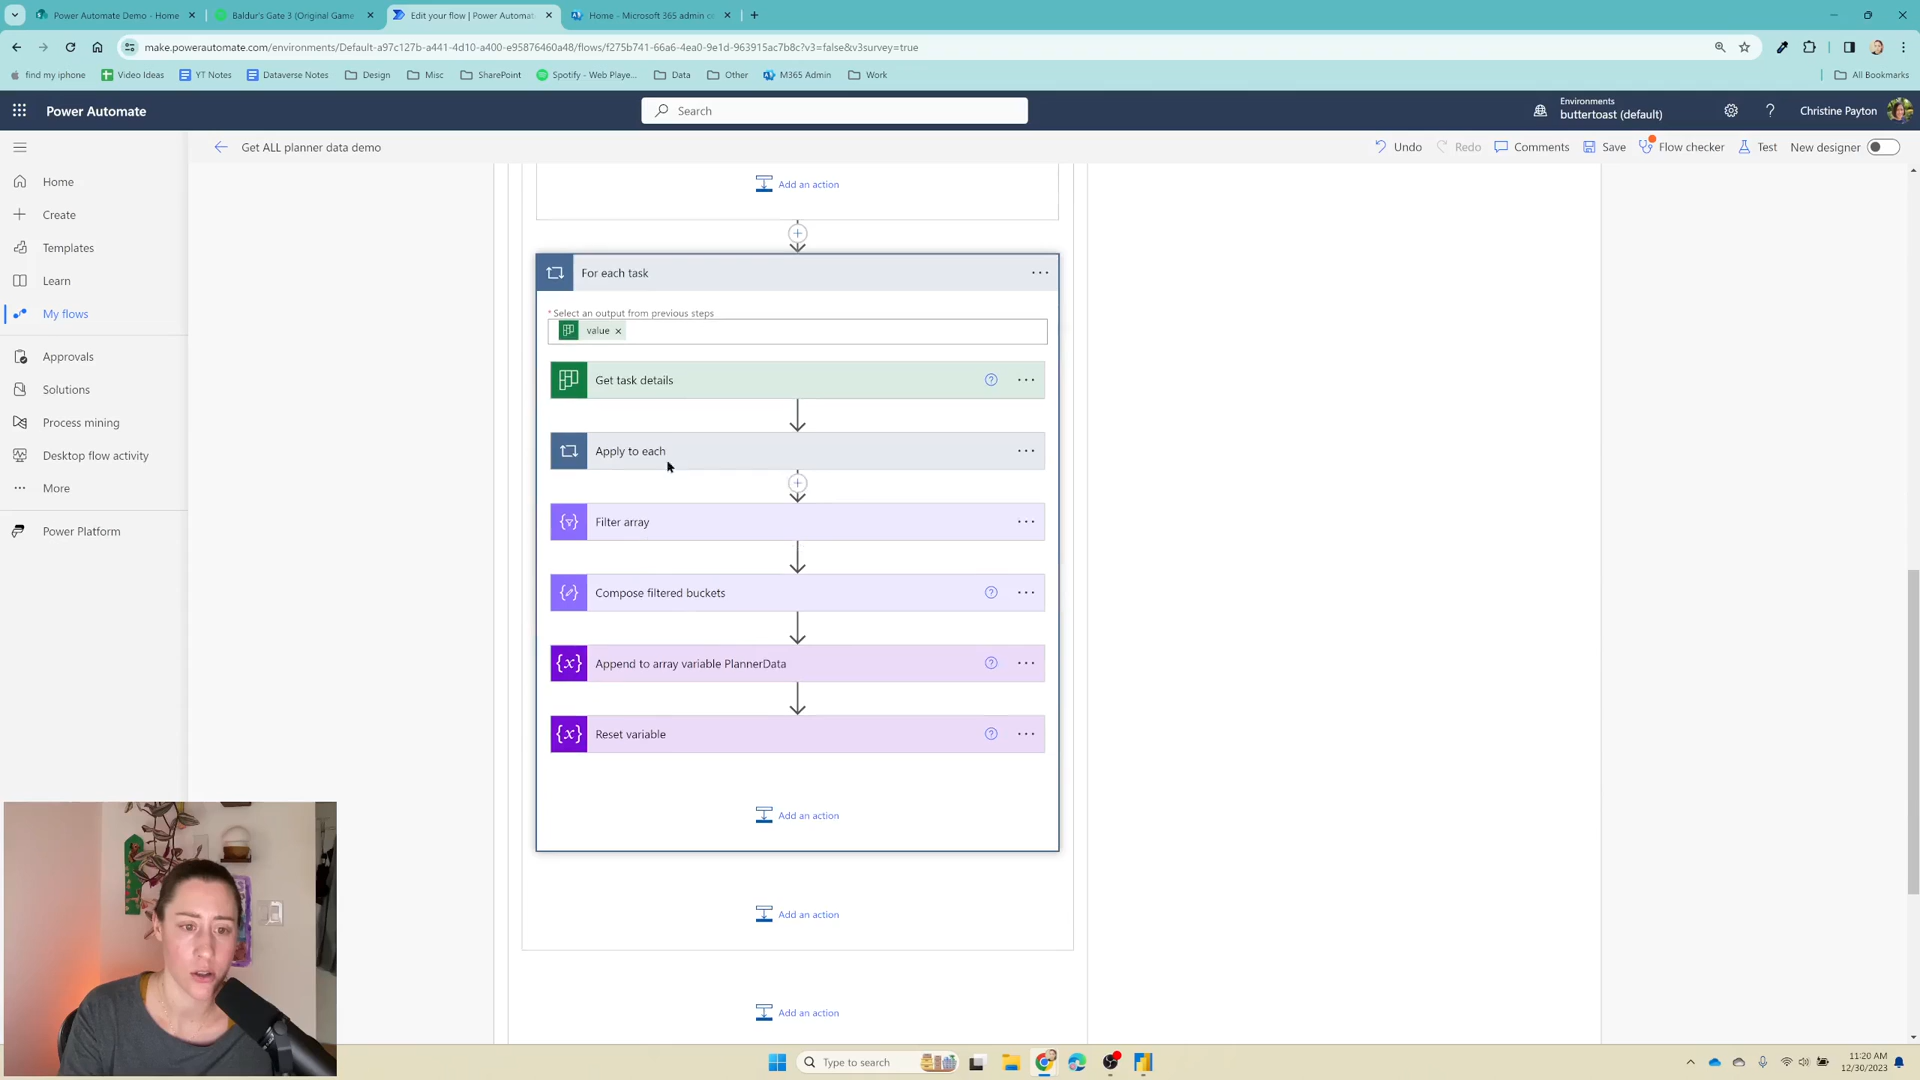 Power Automate Demo - Home
Baldur's Gate 3 (Original Game
Edit your flow | Power Automat
Home - Microsoft 365 admin c
make.powerautomate.com/environments/Default-a97c127b-a441-4d10-a400-e95876460a48/flows/f275b741-66a6-4ea0-9e1d-963915ac7b8c?v3=false&v3survey=true
find my iphone
Video Ideas
YT Notes
Dataverse Notes
Design
Misc
SharePoint
Spotify - Web Playe...
Data
Other
M365 Admin
Work
All Bookmarks
Power Automate
Search
Environments
buttertoast (default)
Christine Payton
Get ALL planner data demo
Undo
Redo
Comments
Save
Flow checker
Test
New designer
Home
Create
Templates
Learn
My flows
Approvals
Solutions
Process mining
Desktop flow activity
More
Power Platform
Add an action
For each task
* Select an output from previous steps
value
Get task details
Apply to each
Filter array
Compose filtered buckets
Append to array variable PlannerData
Reset variable
Add an action
Add an action
Add an action
Type to search
11:20 AM
12/30/2023